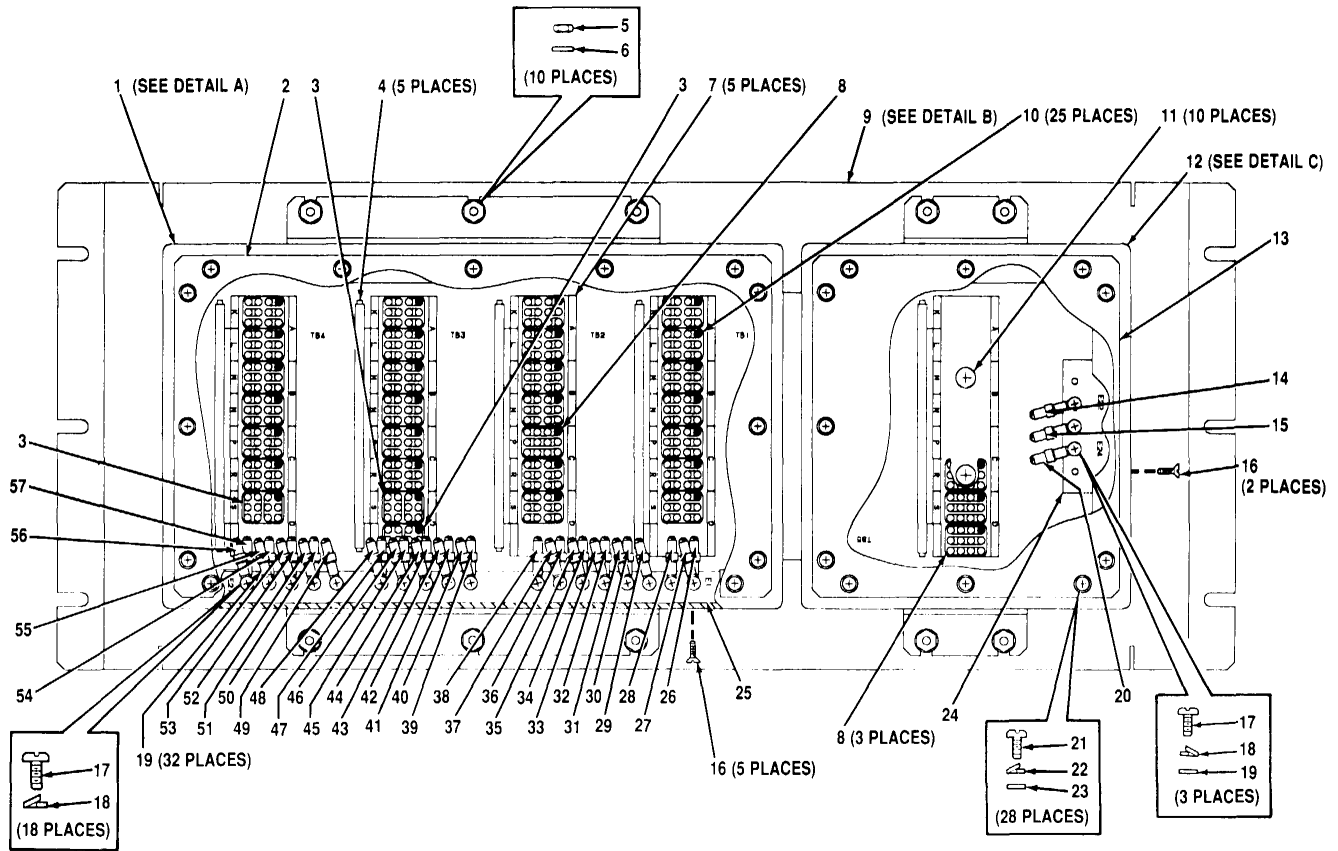 5
6
(10 PLACES)
1 (SEE DETAIL A)
2
3
4 (5 PLACES)
3
7 (5 PLACES)
8
9 (SEE DETAIL B)
10 (25 PLACES)
11 (10 PLACES)
12 (SEE DETAIL C)
13
K A TB4
K A TB3
K A TB2
K A TB1
K A
L
L
L
L
L
M B
M B
M B
M B
M B
N
N
N
N
N
P C
P C
P C
P C
P C
R
R
R
R
R
S D
S D
S D
S D
S D
TB5
E24
E1
14
15
16
(2 PLACES)
3
57
56
55
54
53
52
51
50
49
48
47
46
45
44
43
42
41
40
39
38
37
36
35
34
33
32
31
30
29
28
27
26
25
24
20
19 (32 PLACES)
16 (5 PLACES)
8 (3 PLACES)
17
18
(18 PLACES)
21
22
23
(28 PLACES)
17
18
19
(3 PLACES)